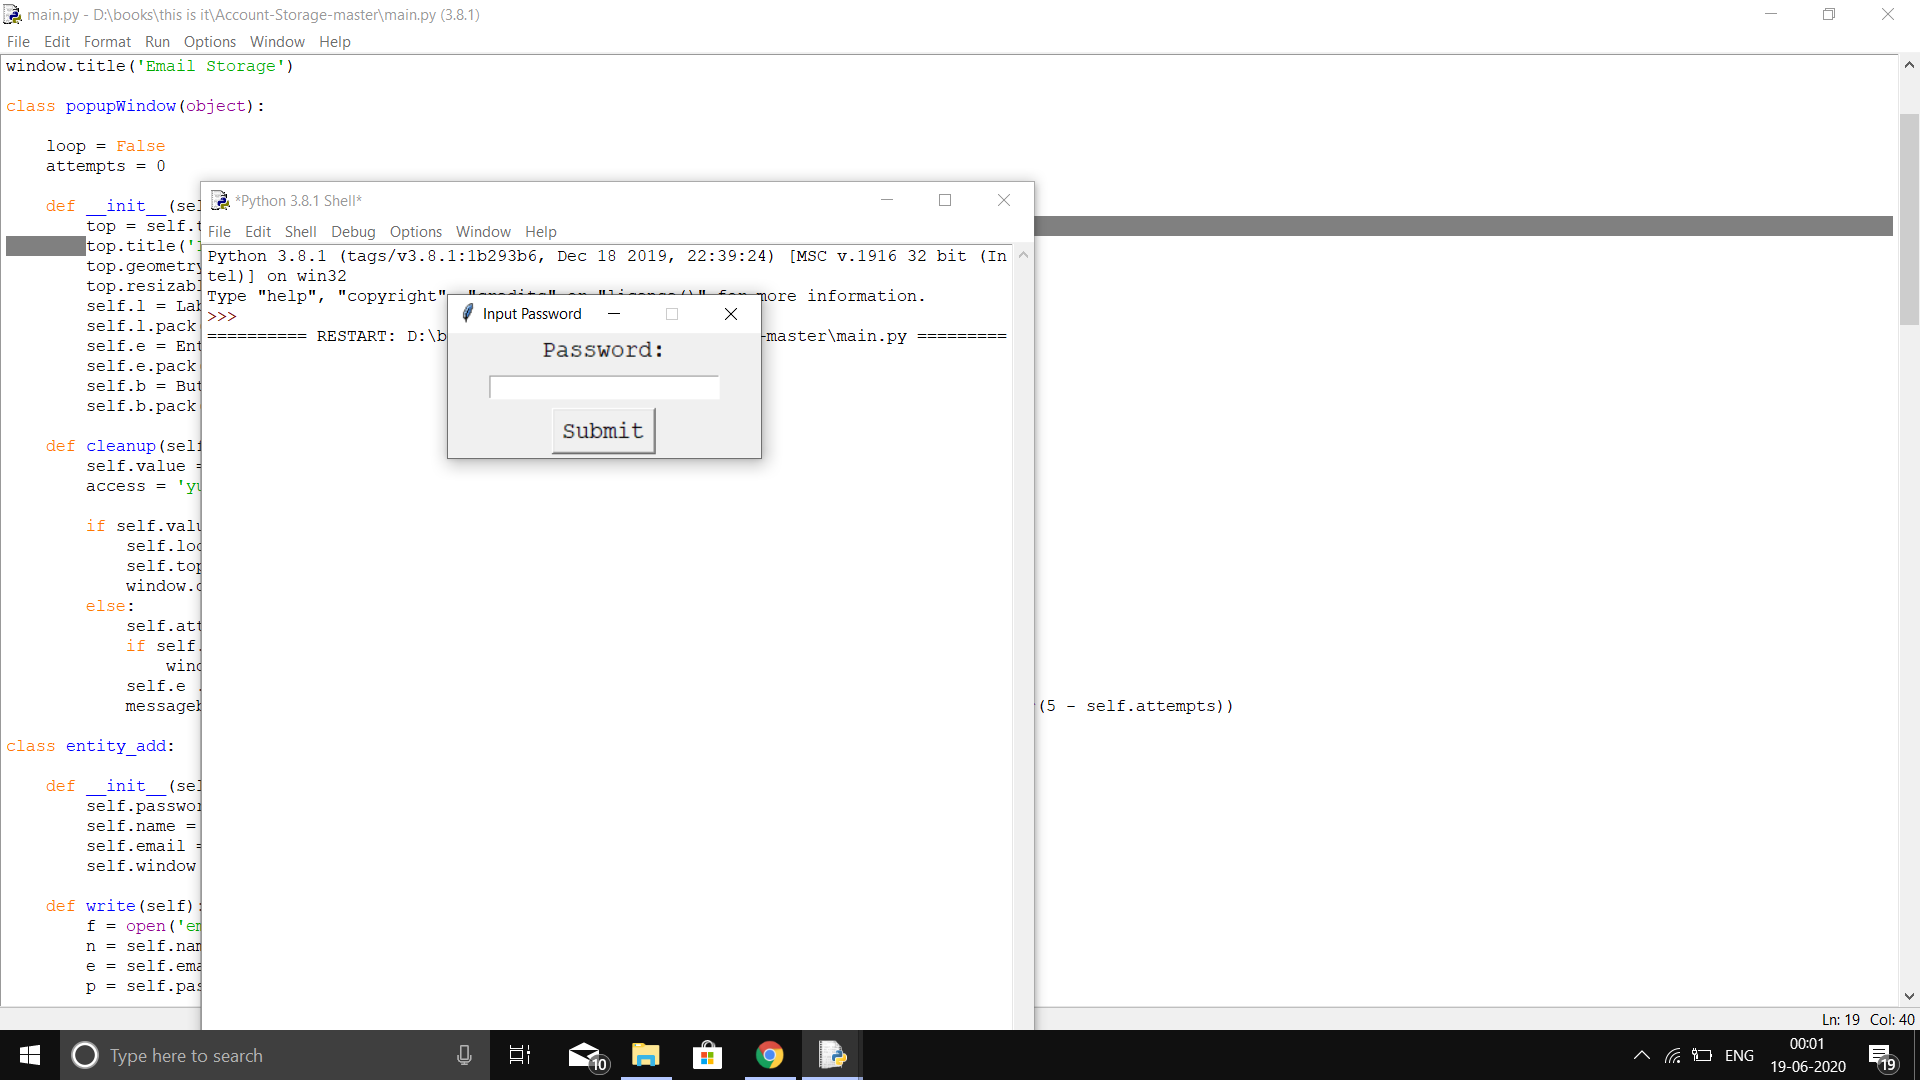 main.py - D:\books\this is it\Account-Storage-master\main.py (3.8.1)
File Edit Format Run Options Window Help
window.title('Email Storage')
class popupWindow(object):
loop = False
attempts = 0
def __init__(sel
top = self.t
top.title('I
top.geometry
top.resizabl
self.l = Lab
self.l.pack(
self.e = Ent
self.e.pack(
self.b = But
self.b.pack(
def cleanup(self
self.value =
access = 'yu
if self.valu
self.loo
self.top
window.d
else:
self.att
if self.
wind
self.e .
messageb
(5 - self.attempts))
class entity_add:
def __init__(sel
self.passwor
self.name =
self.email =
self.window
def write(self):
f = open('em
n = self.nam
e = self.ema
p = self.pas
*Python 3.8.1 Shell*
File Edit Shell Debug Options Window Help
Python 3.8.1 (tags/v3.8.1:1b293b6, Dec 18 2019, 22:39:24) [MSC v.1916 32 bit (In
tel)] on win32
Type "help", "copyright", "credits" or "license()" for more information.
>>>
========== RESTART: D:\b
-master\main.py =========
Input Password
Password:
Submit
Ln: 19 Col: 40
Type here to search
10
ENG
00:01
19-06-2020
19